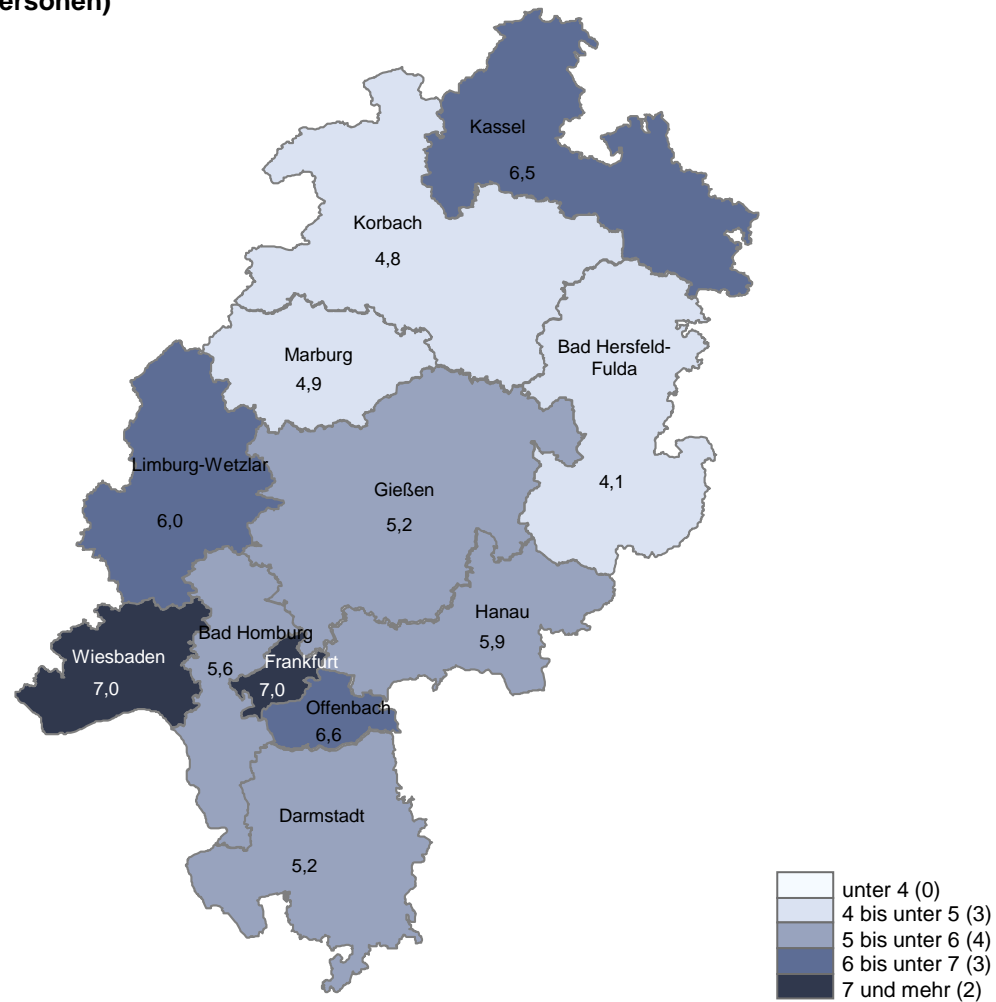 ersonen)
Kassel
6,5
Korbach
4,8
Marburg
4,9
Bad Hersfeld-
Fulda
4,1
Limburg-Wetzlar
6,0
Gießen
5,2
Hanau
5,9
Bad Homburg
5,6
Wiesbaden
7,0
Frankfurt
7,0
Offenbach
6,6
Darmstadt
5,2
unter 4 (0)
4 bis unter 5 (3)
5 bis unter 6 (4)
6 bis unter 7 (3)
7 und mehr (2)